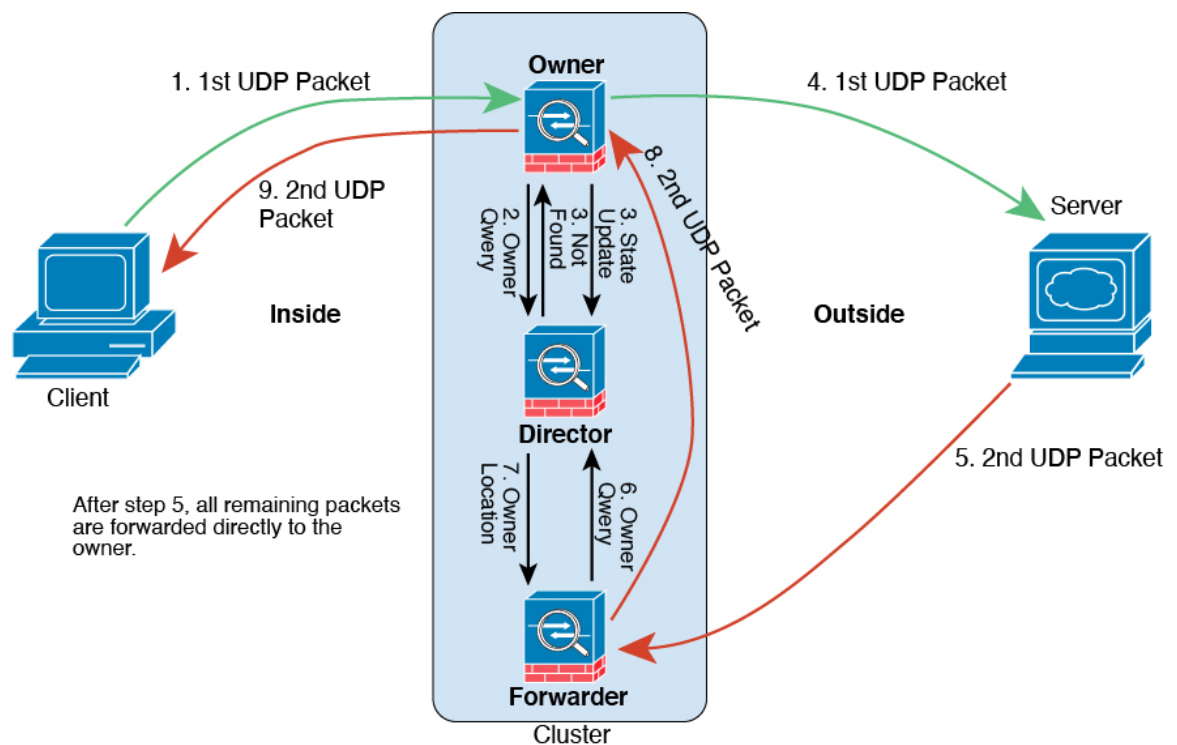 Owner
1. 1st UDP Packet
4. 1st UDP Packet
9. 2nd UDP
Packet
2. Owner
Qwery
3. Not
Found
3. State
Update
8. 2nd UDP Packet
Server
Inside
Outside
Client
Director
5. 2nd UDP Packet
7. Owner
Location
6. Owner
Qwery
After step 5, all remaining packets
are forwarded directly to the
owner.
Forwarder
Cluster